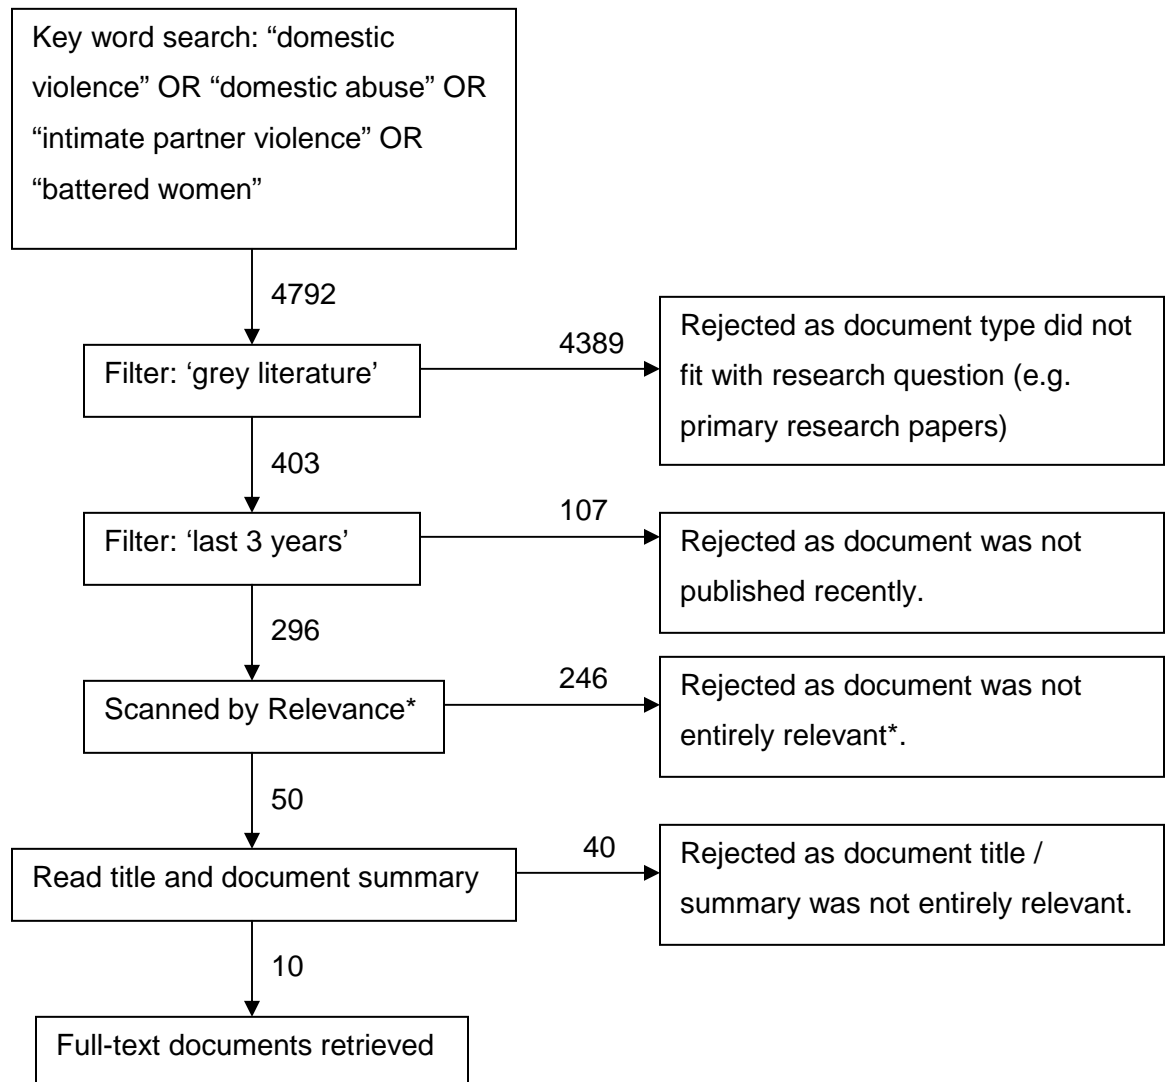 Key word search: “domestic
violence” OR “domestic abuse” OR
“intimate partner violence” OR
“battered women”
4792
Filter: ‘grey literature’
4389
Rejected as document type did not
fit with research question (e.g.
primary research papers)
403
Filter: ‘last 3 years’
107
Rejected as document was not
published recently.
296
Scanned by Relevance*
246
Rejected as document was not
entirely relevant*.
50
Read title and document summary
40
Rejected as document title /
summary was not entirely relevant.
10
Full-text documents retrieved